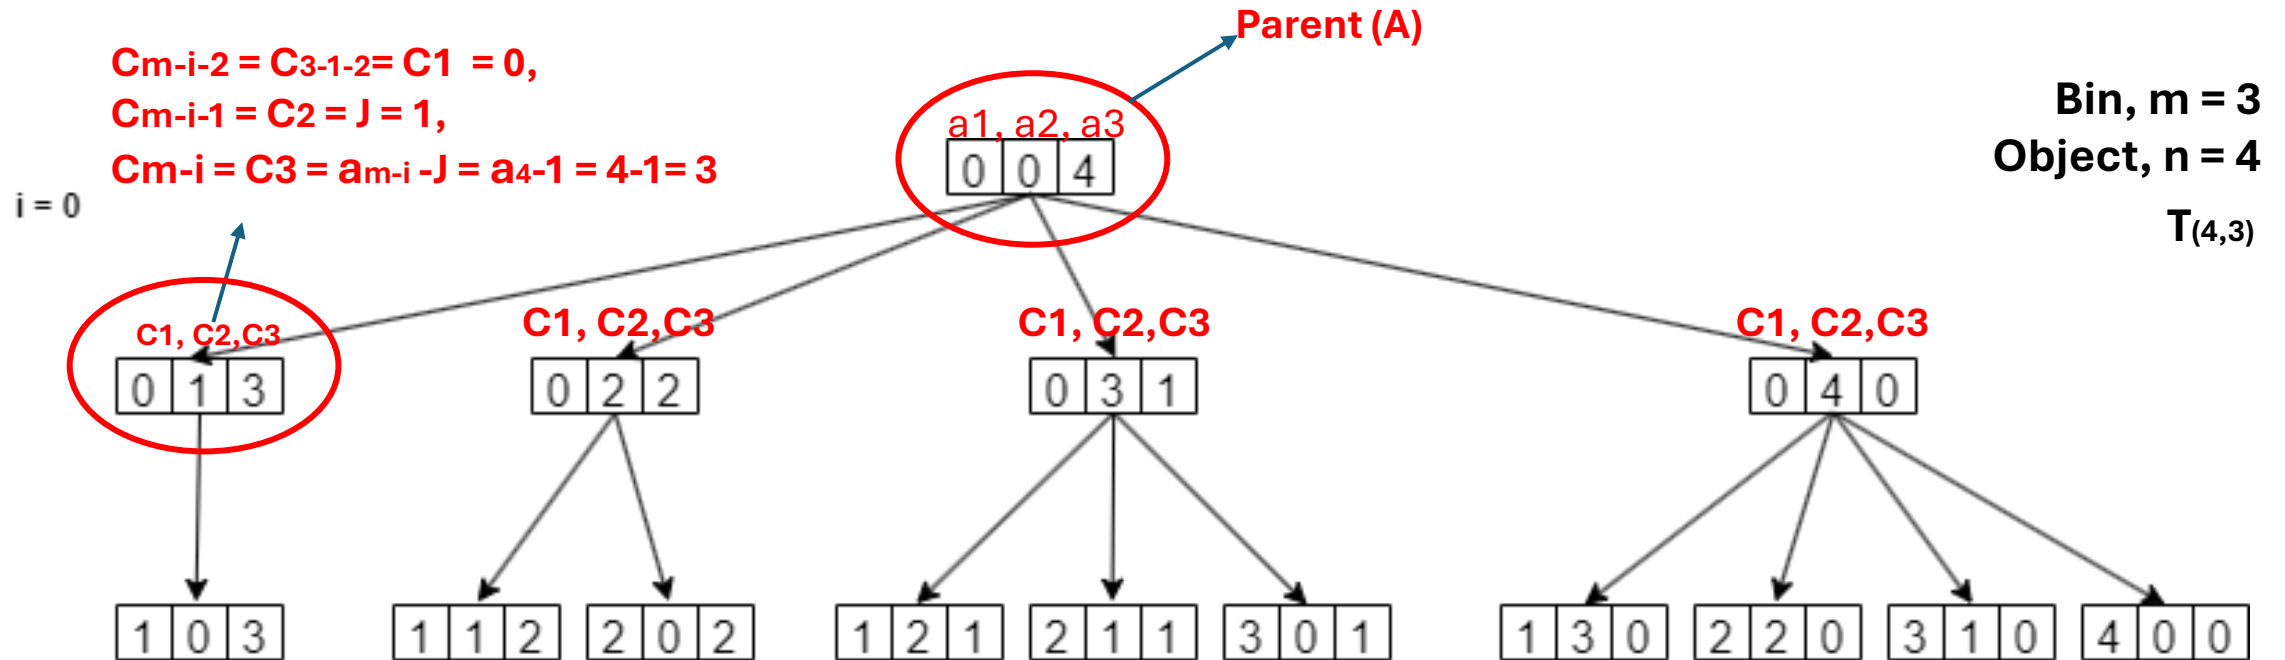 Parent (A)
Cm-i-2 = C3-1-2= C1 = 0,
Cm-i-1 = C2 = J = 1,
Cm-i = C3 = am-i -J = a4-1 = 4-1= 3
Bin, m = 3
Object, n = 4
T(4,3)
a1, a2, a3
0 0 4
i = 0
C1, C2,C3
C1, C2,C3
C1, C2,C3
C1, C2,C3
0 1 3
0 2 2
0 3 1
0 4 0
1 0 3
1 1 2
2 0 2
1 2 1
2 1 1
3 0 1
1 3 0
2 2 0
3 1 0
4 0 0